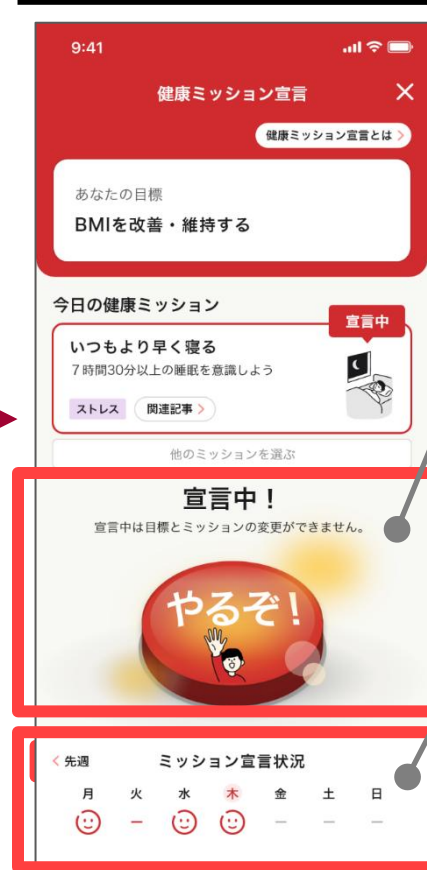 9:41
健康ミッション宣言
健康ミッション宣言とは
あなたの目標
BMIを改善・維持する
今日の健康ミッション
宣言中
いつもより早く寝る
7時間30分以上の睡眠を意識しよう
ストレス 関連記事
他のミッションを選ぶ
宣言中！
宣言中は目標とミッションの変更ができません。
やるぞ！
先週 ミッション宣言状況
月 火 水 木 金 土 日